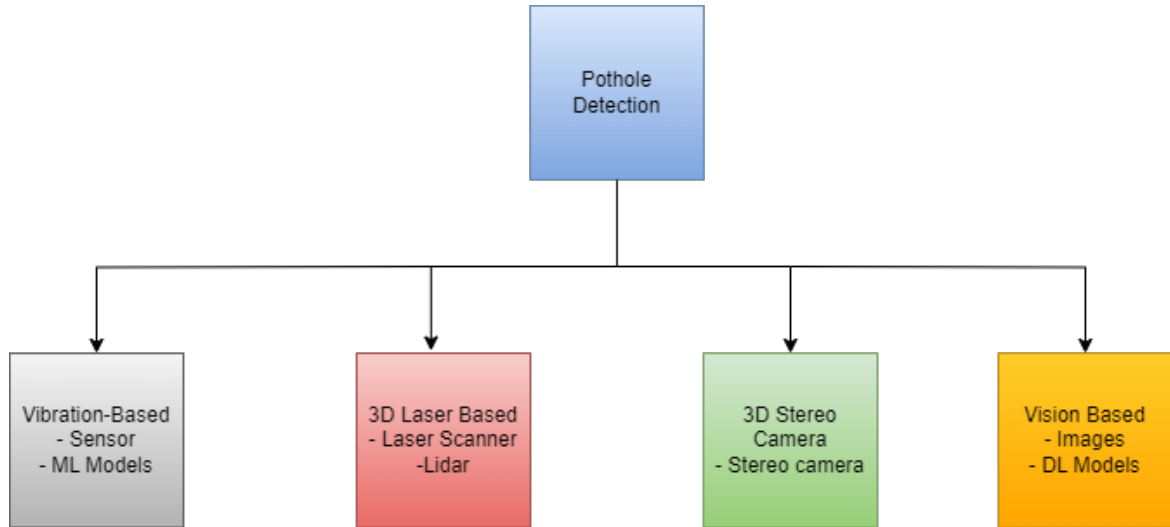 Pothole
Detection
Vibration-Based
- Sensor
- ML Models
3D Laser Based
- Laser Scanner
-Lidar
3D Stereo
Camera
- Stereo camera
Vision Based
- Images
- DL Models